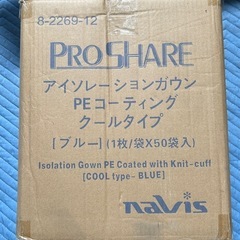 8-2269-12
PROSHARE
アイソレーションガウン
PEコーティング
クールタイプ
[ブルー] (1枚/袋X50袋入)
Isolation Gown PE Coated with Knit-cuff
[COOL type- BLUE]
navis